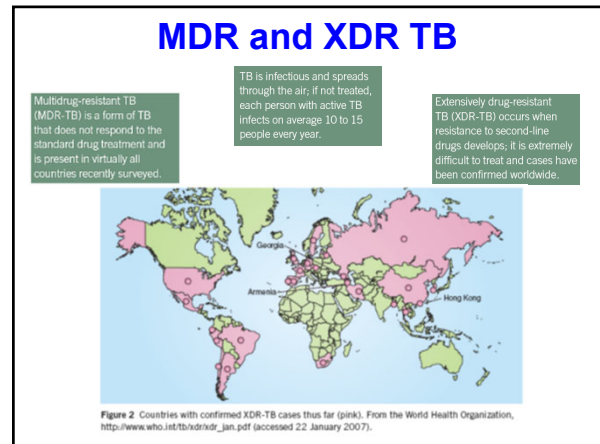 MDR and XDR TB
Multidrug-resistant TB
(MDR-TB) is a form of TB
that does not respond to the
standard drug treatment and
is present in virtually all
countries recently surveyed.
TB is infectious and spreads
through the air; if not treated,
each person with active TB
infects on average 10 to 15
people every year.
Extensively drug-resistant
TB (XDR-TB) occurs when
resistance to second-line
drugs develops; it is extremely
difficult to treat and cases have
been confirmed worldwide.
Georgia
Armenia
Hong Kong
Figure 2 Countries with confirmed XDR-TB cases thus far (pink). From the World Health Organization,
http://www.who.int/tb/xdr/xdr_jan.pdf (accessed 22 January 2007).